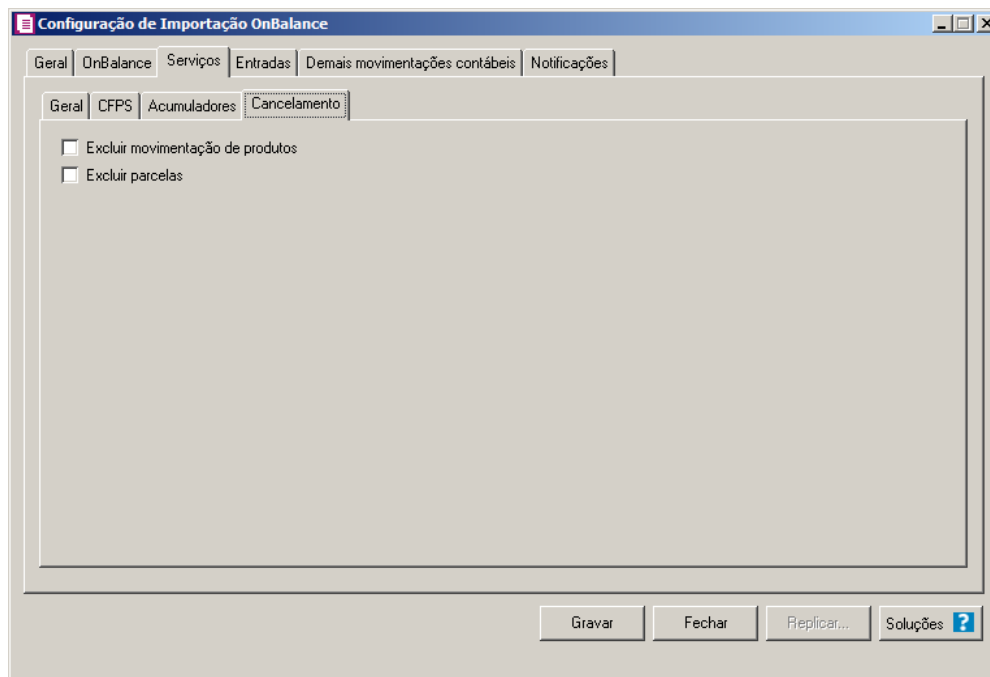 Configuração de Importação OnBalance
Geral OnBalance Serviços Entradas Demais movimentações contábeis Notificações
Geral CFPS Acumuladores Cancelamento
Excluir movimentação de produtos
Excluir parcelas
Gravar Fechar Replicar... Soluções ?